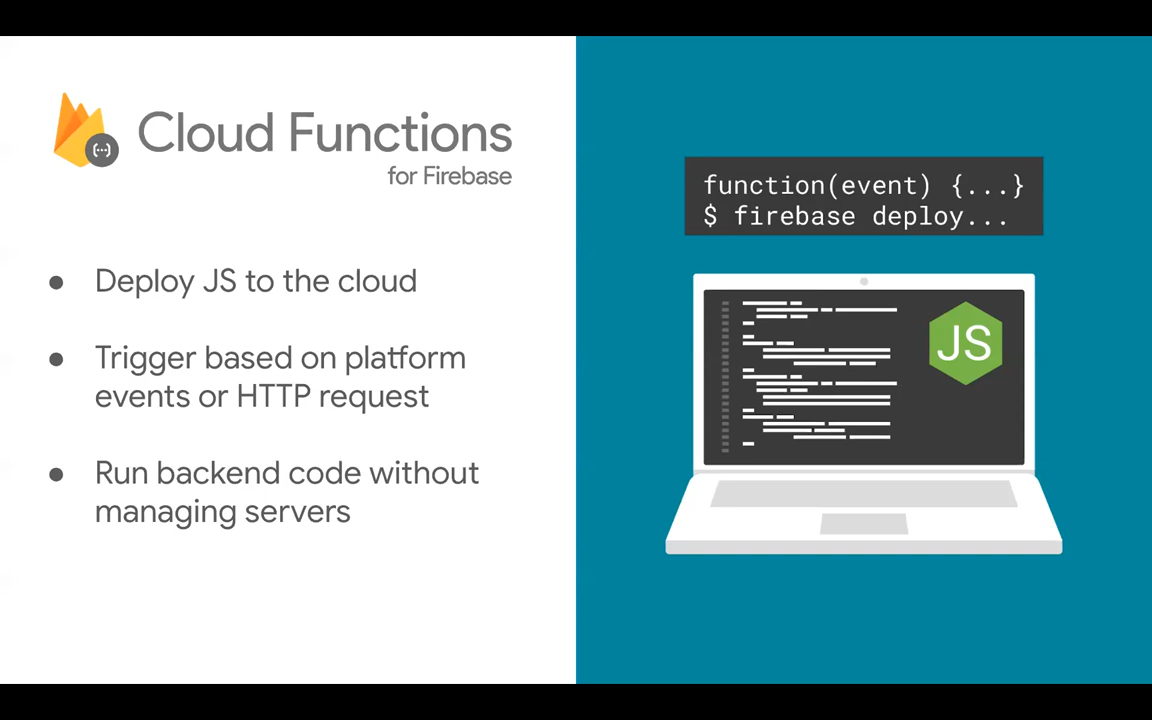 Cloud Functions
for Firebase
● Deploy JS to the cloud
● Trigger based on platform
events or HTTP request
● Run backend code without
managing servers
function(event) {...}
$ firebase deploy...
JS